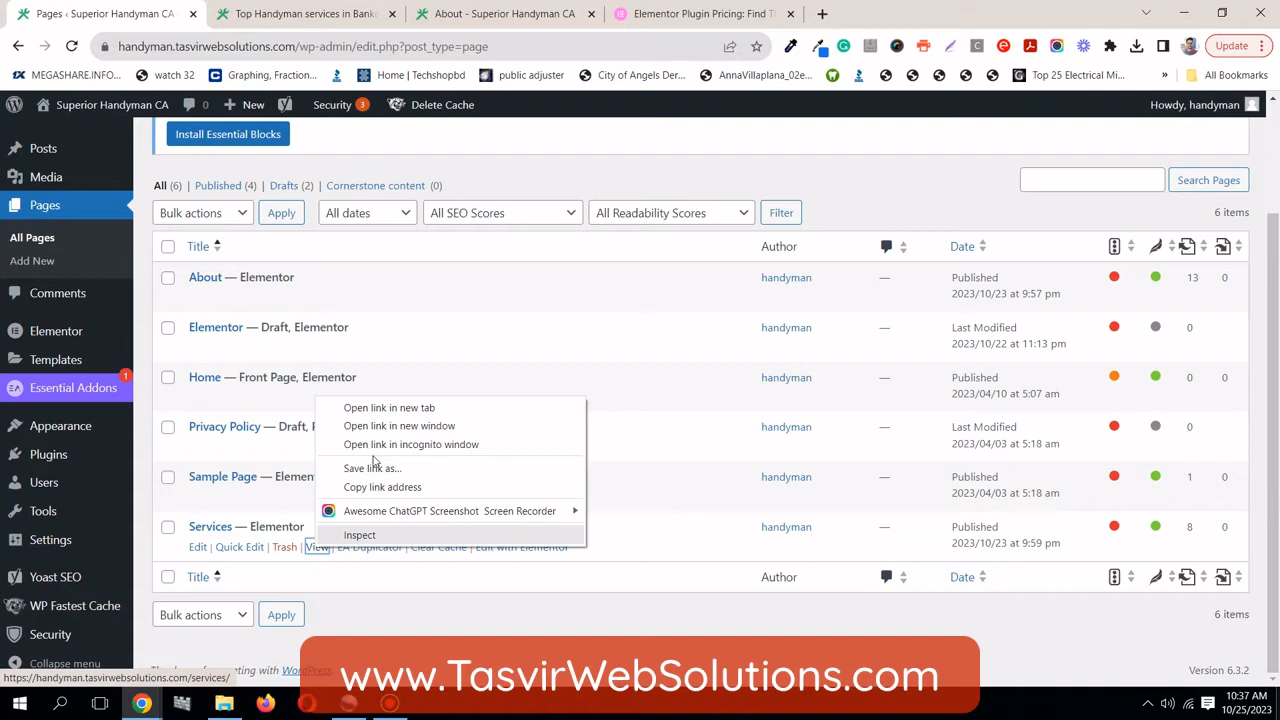 Pages - Superior Handyman CA
Top Handyman services in Bank
About - Superior Handyman CA
Elementor Plugin Pricing: Find T
handyman.tasvirwebsolutions.com/wp-admin/edit.php?post_type=page
Update
MEGASHARE.INFO...
watch 32
Graphing, Fraction...
Home | Techshopbd
public adjuster
City of Angels Der...
AnnaVillaplana_02e...
Top 25 Electrical Mi...
»
All Bookmarks
Superior Handyman CA
0
New
Security 3
Delete Cache
Howdy, handyman
Posts
Media
Pages
All Pages
Add New
Comments
Elementor
Templates
Essential Addons 1
Appearance
Plugins
Users
Tools
Settings
Yoast SEO
WP Fastest Cache
Security
Collapse menu
Install Essential Blocks
All (6) | Published (4) | Drafts (2) | Cornerstone content (0)
Search Pages
Bulk actions Apply All dates All SEO Scores All Readability Scores Filter 6 items
Title Author Date
About — Elementor handyman — Published 13 0
2023/10/23 at 9:57 pm
Elementor — Draft, Elementor handyman — Last Modified 0
2023/10/22 at 11:13 pm
Home — Front Page, Elementor handyman — Published 0 0
2023/04/10 at 5:07 am
Privacy Policy — Draft, handyman — Last Modified 0
2023/04/03 at 5:18 am
Sample Page — Elemen handyman — Published 1 0
2023/04/03 at 5:18 am
Services — Elementor handyman — Published 8 0
2023/10/23 at 9:59 pm
Edit | Quick Edit | Trash | View | EA Duplicator | Clear Cache | Edit with Elementor
Open link in new tab
Open link in new window
Open link in incognito window
Save link as...
Copy link address
Awesome ChatGPT Screenshot Screen Recorder
Inspect
Title Author Date
Bulk actions Apply 6 items
WordPress.
Version 6.3.2
https://handyman.tasvirwebsolutions.com/services/
www.TasvirWebSolutions.com
10:37 AM
10/25/2023